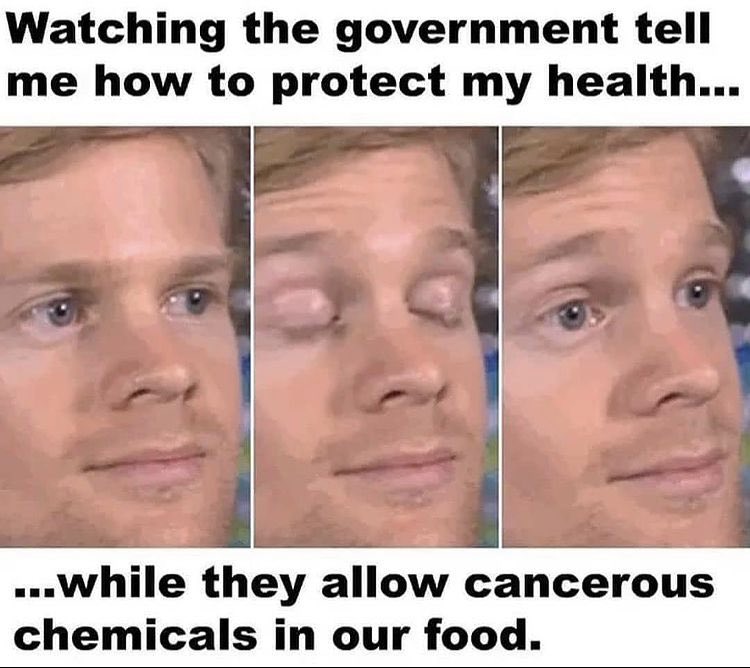 Watching the government tell
me how to protect my health...
...while they allow cancerous
chemicals in our food.